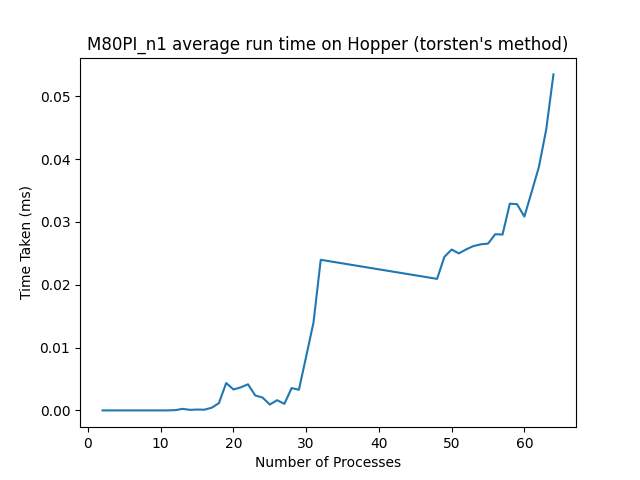 M80PI_n1 average run time on Hopper (torsten's method)
0.05
0.04
0.03
0.02
0.01
0.00
Time Taken (ms)
0 10 20 30 40 50 60
Number of Processes